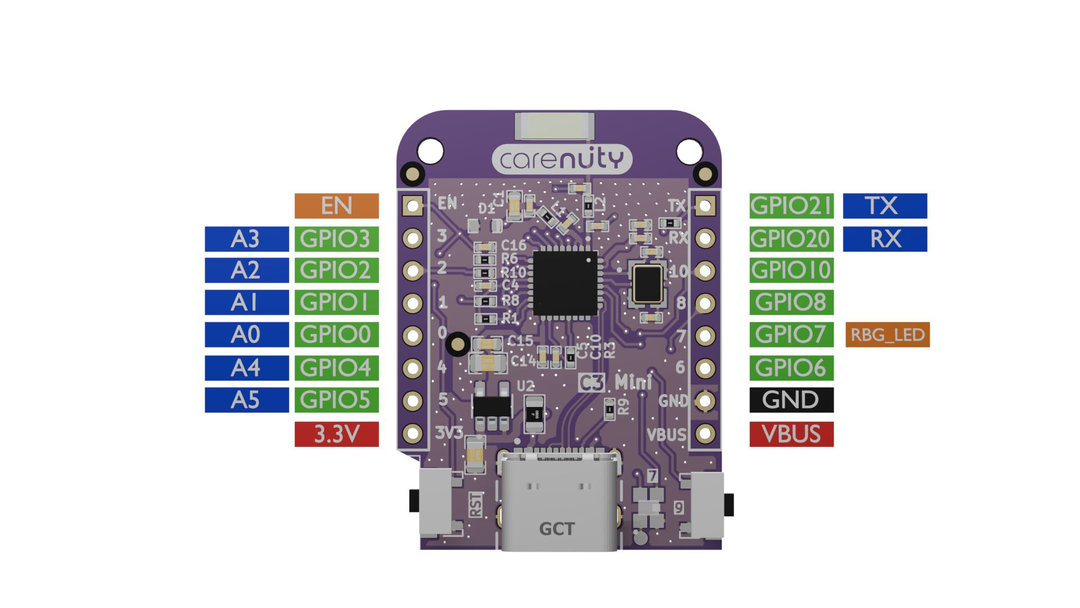 carenuty
EN EN TX GPIO21 TX
A3 GPIO3 3 RX GPIO20 RX
A2 GPIO2 2 10 GPIO10
A1 GPIO1 1 8 GPIO8
A0 GPIO0 0 7 GPIO7 RBG_LED
A4 GPIO4 4 6 GPIO6
A5 GPIO5 5 GND GND
3.3V 3V3 VBUS VBUS
D1
C1
C16
R6
R10
C4
R8
R1
C15
C14
C5
C10
R3
C3 Mini
U2
R9
RST
7
9
GCT